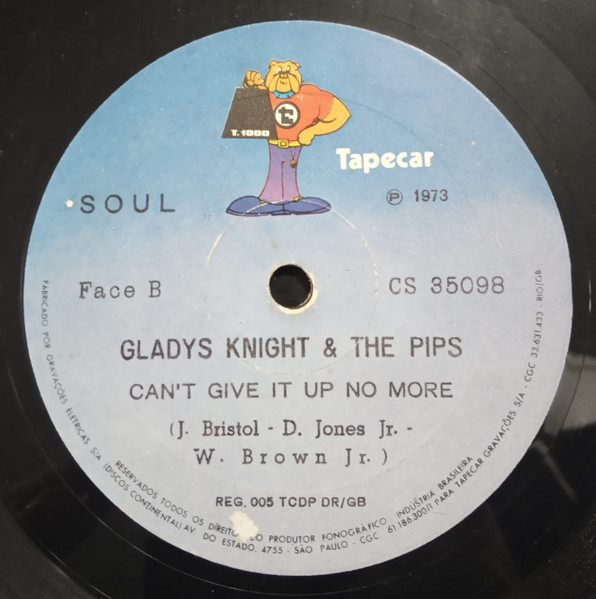 T.1000
Tapecar
SOUL
℗ 1973
Face B
CS 35098
GLADYS KNIGHT & THE PIPS
CAN'T GIVE IT UP NO MORE
(J. Bristol - D. Jones Jr. -
W. Brown Jr.)
REG. 005 TCDP DR/GB
FABRICADO POR GRAVAÇÕES ELETRICAS S/A. (DISCOS CONTINENTAL) AV. DO ESTADO, 4755 - SÃO PAULO - CGC 61.186.300/1 PARA TAPECAR GRAVAÇÕES S/A - CGC 33.631.433 - RIO/GB
RESERVADOS TODOS OS DIREITO DO PRODUTOR FONOGRÁFICO. INDÚSTRIA BRASILEIRA